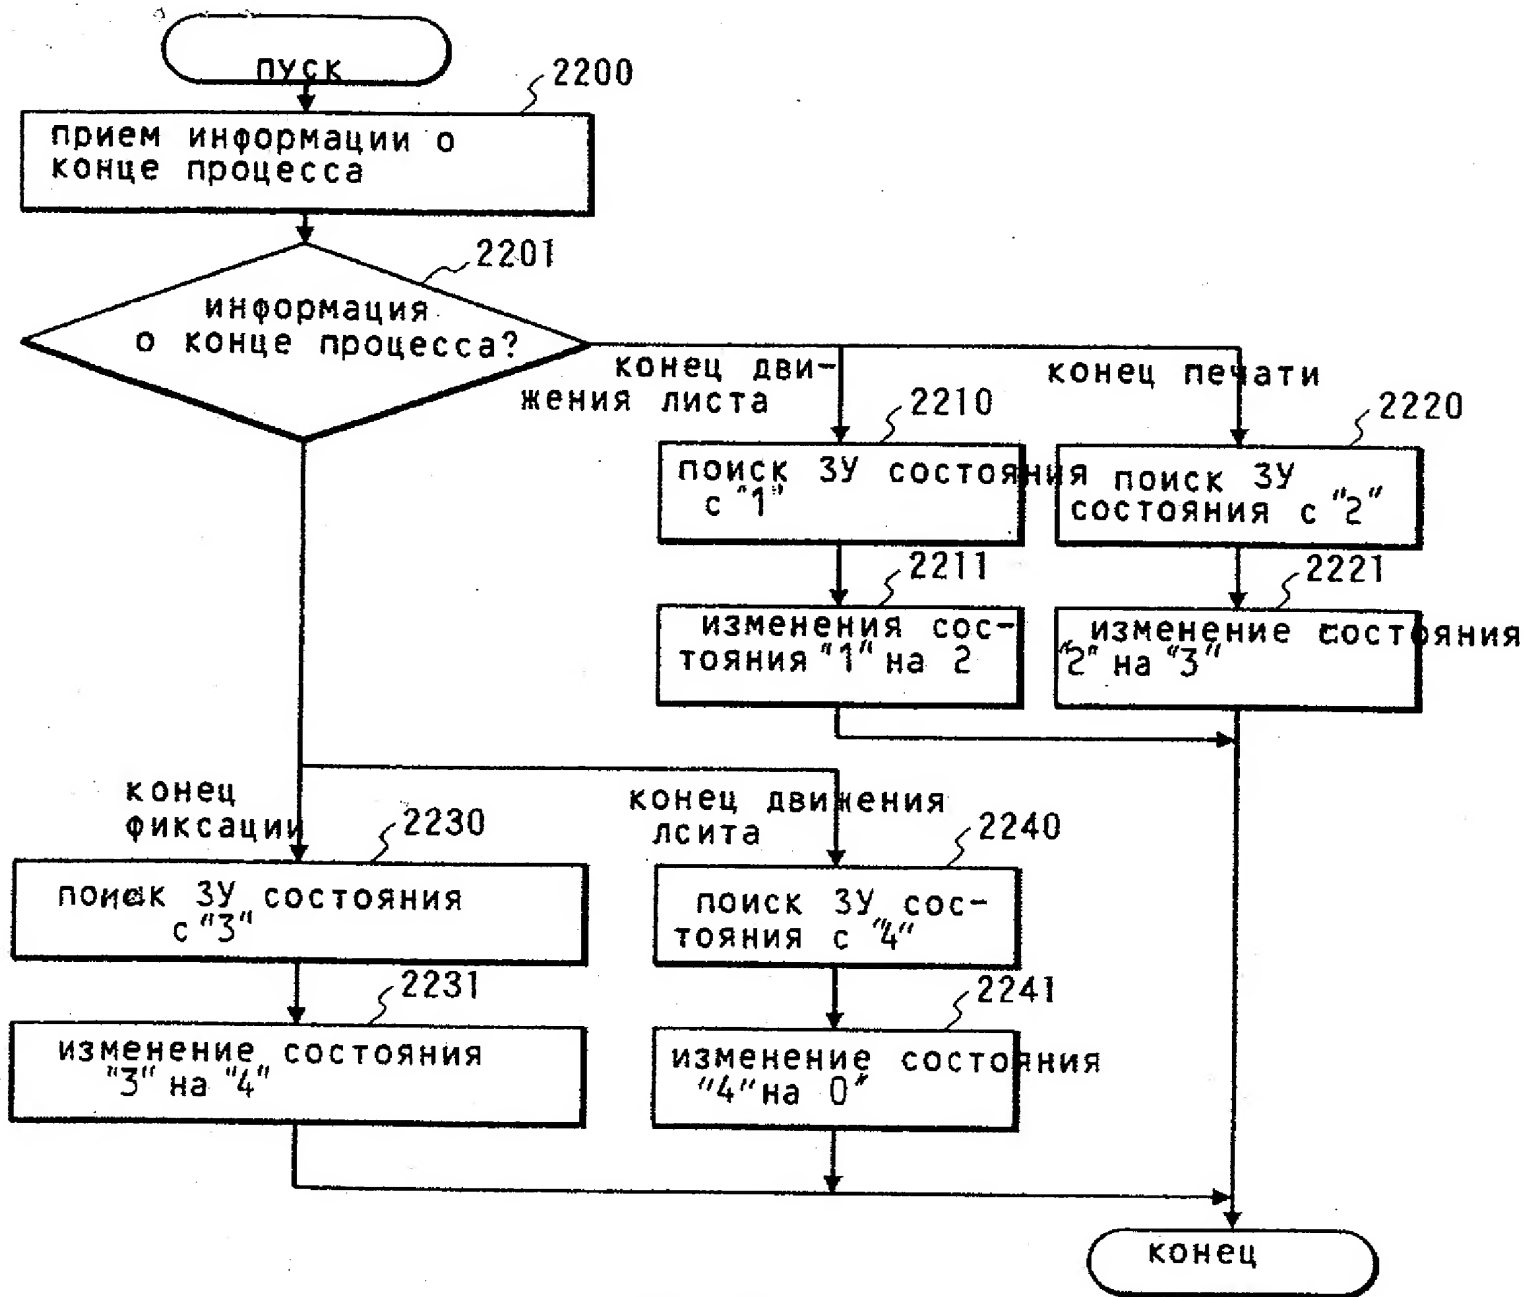 пуск
2200
прием информации о
конце процесса
2201
информация
о конце процесса?
конец дви-
жения листа
конец печати
2210
2220
поиск ЗУ состояния
с "1"
поиск ЗУ
состояния с "2"
2211
2221
изменения сос-
тояния "1" на 2
изменение состояния
"2" на "3"
конец
фиксации
конец движения
лсита
2230
2240
поиск ЗУ состояния
с "3"
поиск ЗУ сос-
тояния с "4"
2231
2241
изменение состояния
"3" на "4"
изменение состояния
"4" на 0"
конец